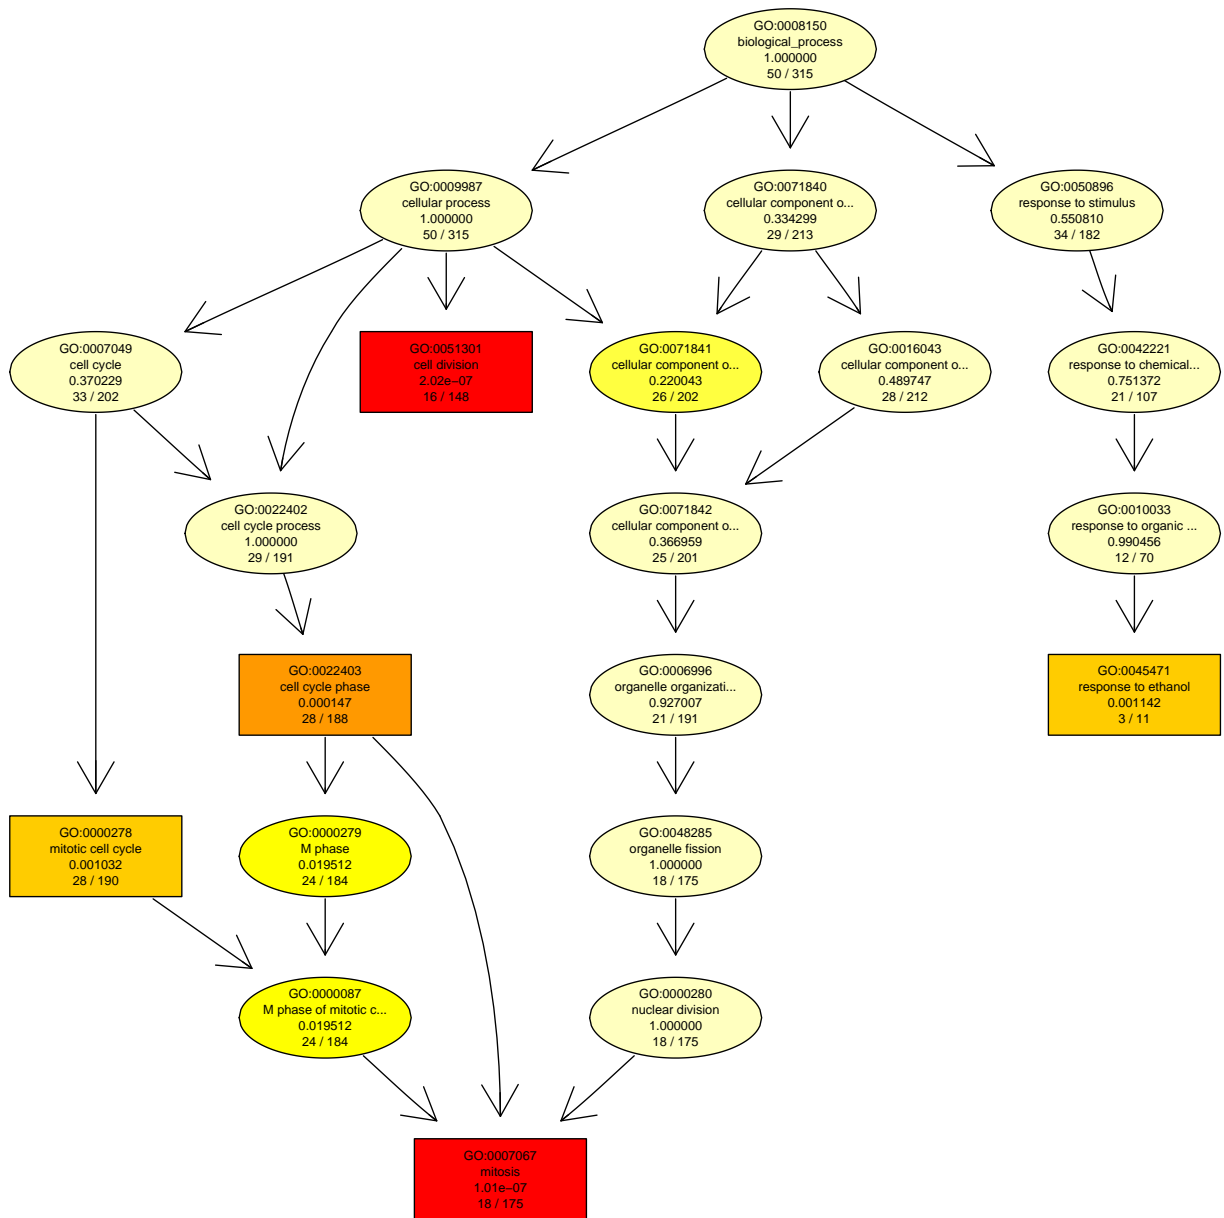 GO:0008150
biological_process
1.000000
50 / 315
GO:0009987
cellular process
1.000000
50 / 315
GO:0071840
cellular component o...
0.334299
29 / 213
GO:0050896
response to stimulus
0.550810
34 / 182
GO:0007049
cell cycle
0.370229
33 / 202
GO:0051301
cell division
2.02e−07
16 / 148
GO:0071841
cellular component o...
0.220043
26 / 202
GO:0016043
cellular component o...
0.489747
28 / 212
GO:0042221
response to chemical...
0.751372
21 / 107
GO:0022402
cell cycle process
1.000000
29 / 191
GO:0071842
cellular component o...
0.366959
25 / 201
GO:0010033
response to organic ...
0.990456
12 / 70
GO:0022403
cell cycle phase
0.000147
28 / 188
GO:0006996
organelle organizati...
0.927007
21 / 191
GO:0045471
response to ethanol
0.001142
3 / 11
GO:0000278
mitotic cell cycle
0.001032
28 / 190
GO:0000279
M phase
0.019512
24 / 184
GO:0048285
organelle fission
1.000000
18 / 175
GO:0000087
M phase of mitotic c...
0.019512
24 / 184
GO:0000280
nuclear division
1.000000
18 / 175
GO:0007067
mitosis
1.01e−07
18 / 175